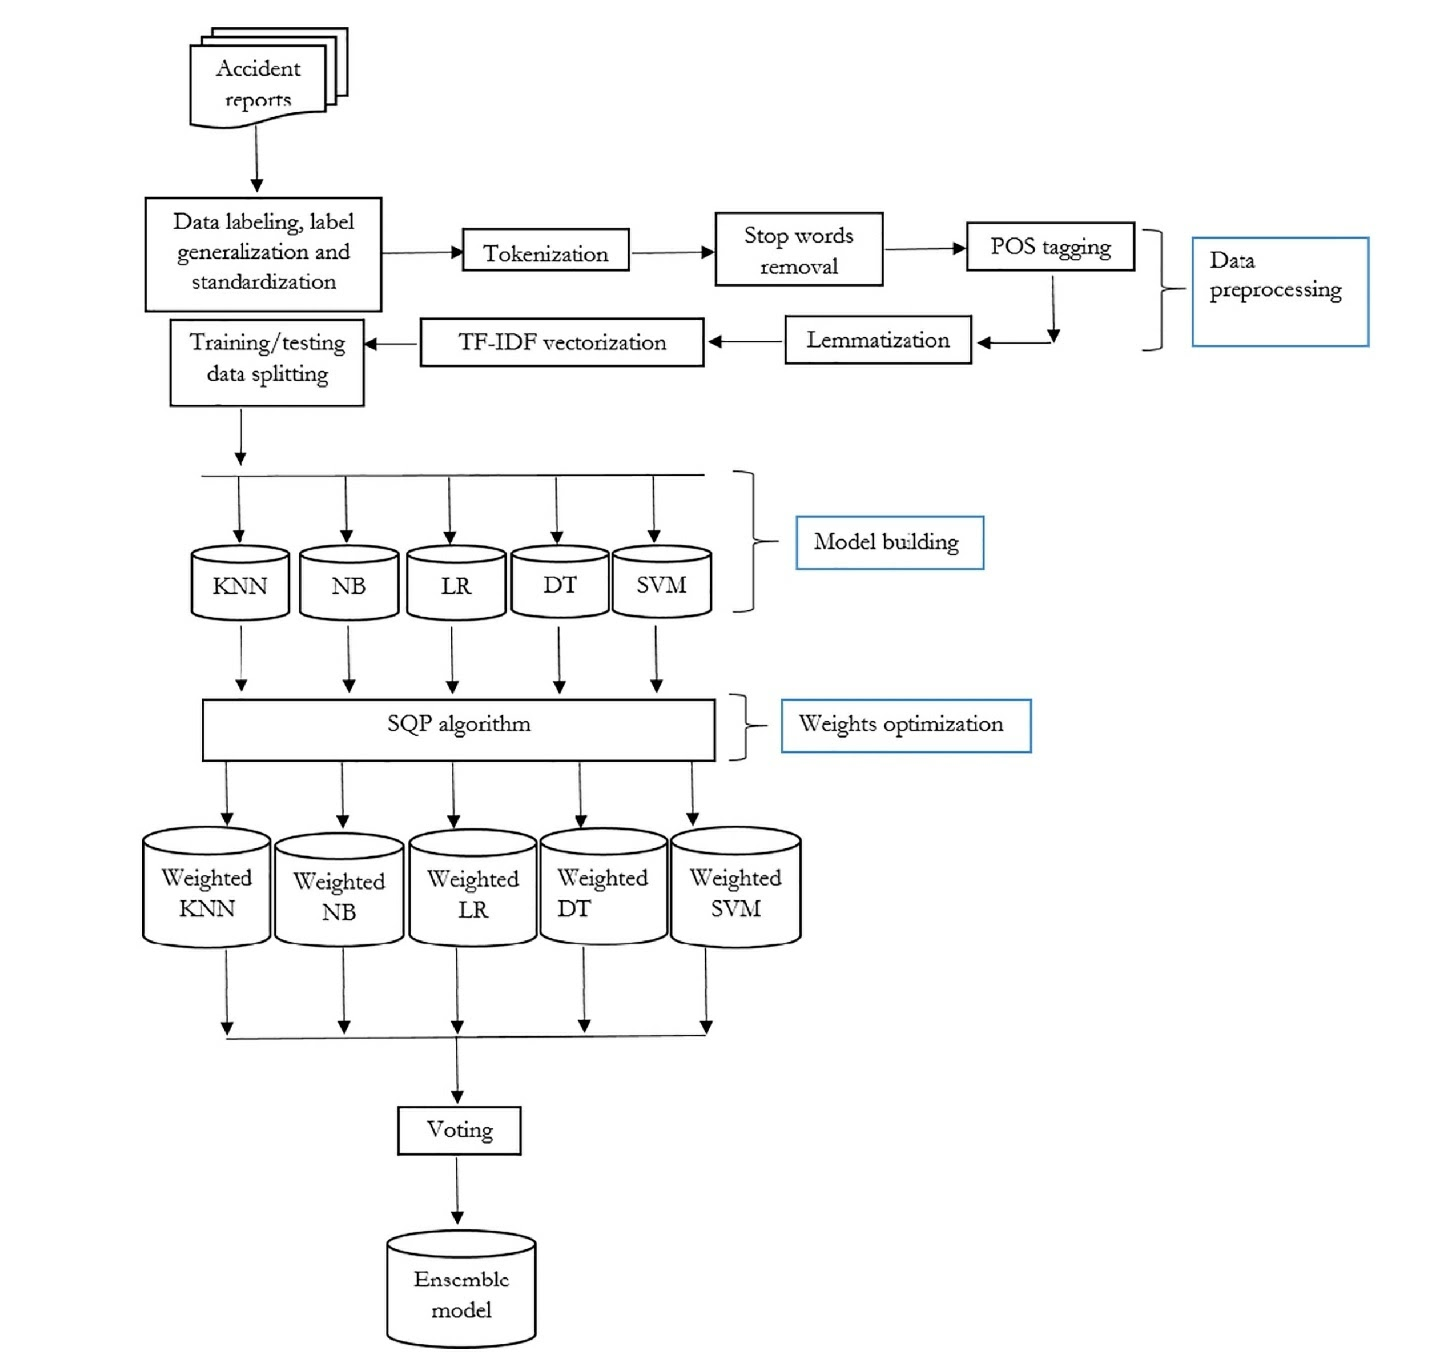 Accident
reports
Data labeling, label
generalization and
standardization
Tokenization
Stop words
removal
POS tagging
Data
preprocessing
Training/testing
data splitting
TF-IDF vectorization
Lemmatization
KNN
NB
LR
DT
SVM
Model building
SQP algorithm
Weights optimization
Weighted
KNN
Weighted
NB
Weighted
LR
Weighted
DT
Weighted
SVM
Voting
Ensemble
model